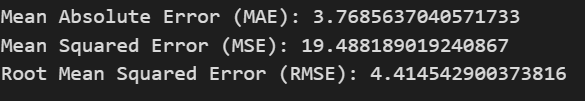 Mean Absolute Error (MAE): 3.7685637040571733
Mean Squared Error (MSE): 19.488189019240867
Root Mean Squared Error (RMSE): 4.414542900373816